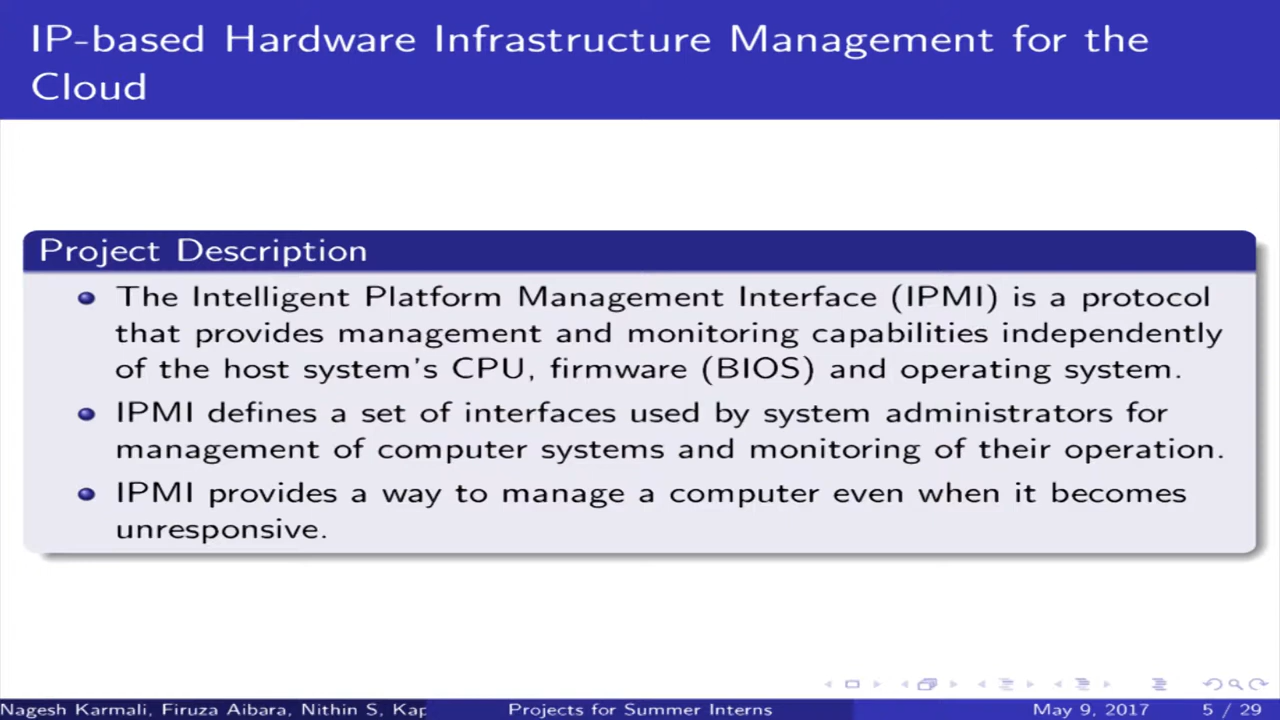 IP-based Hardware Infrastructure Management for the
Cloud
Project Description
The Intelligent Platform Management Interface (IPMI) is a protocol
that provides management and monitoring capabilities independently
of the host system's CPU, firmware (BIOS) and operating system.
IPMI defines a set of interfaces used by system administrators for
management of computer systems and monitoring of their operation.
IPMI provides a way to manage a computer even when it becomes
unresponsive.
Nagesh Karmali, Firuza Aibara, Nithin S, Kap Projects for Summer Interns May 9, 2017 5 / 29